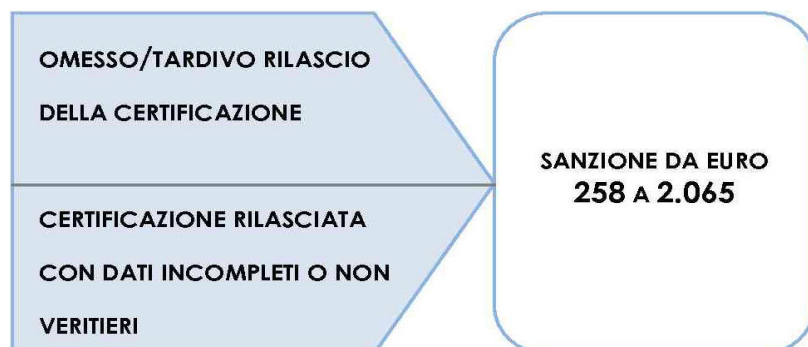 OMESSO/TARDIVO RILASCIO
DELLA CERTIFICAZIONE
CERTIFICAZIONE RILASCIATA
CON DATI INCOMPLETI O NON
VERITIERI
SANZIONE DA EURO
258 A 2.065